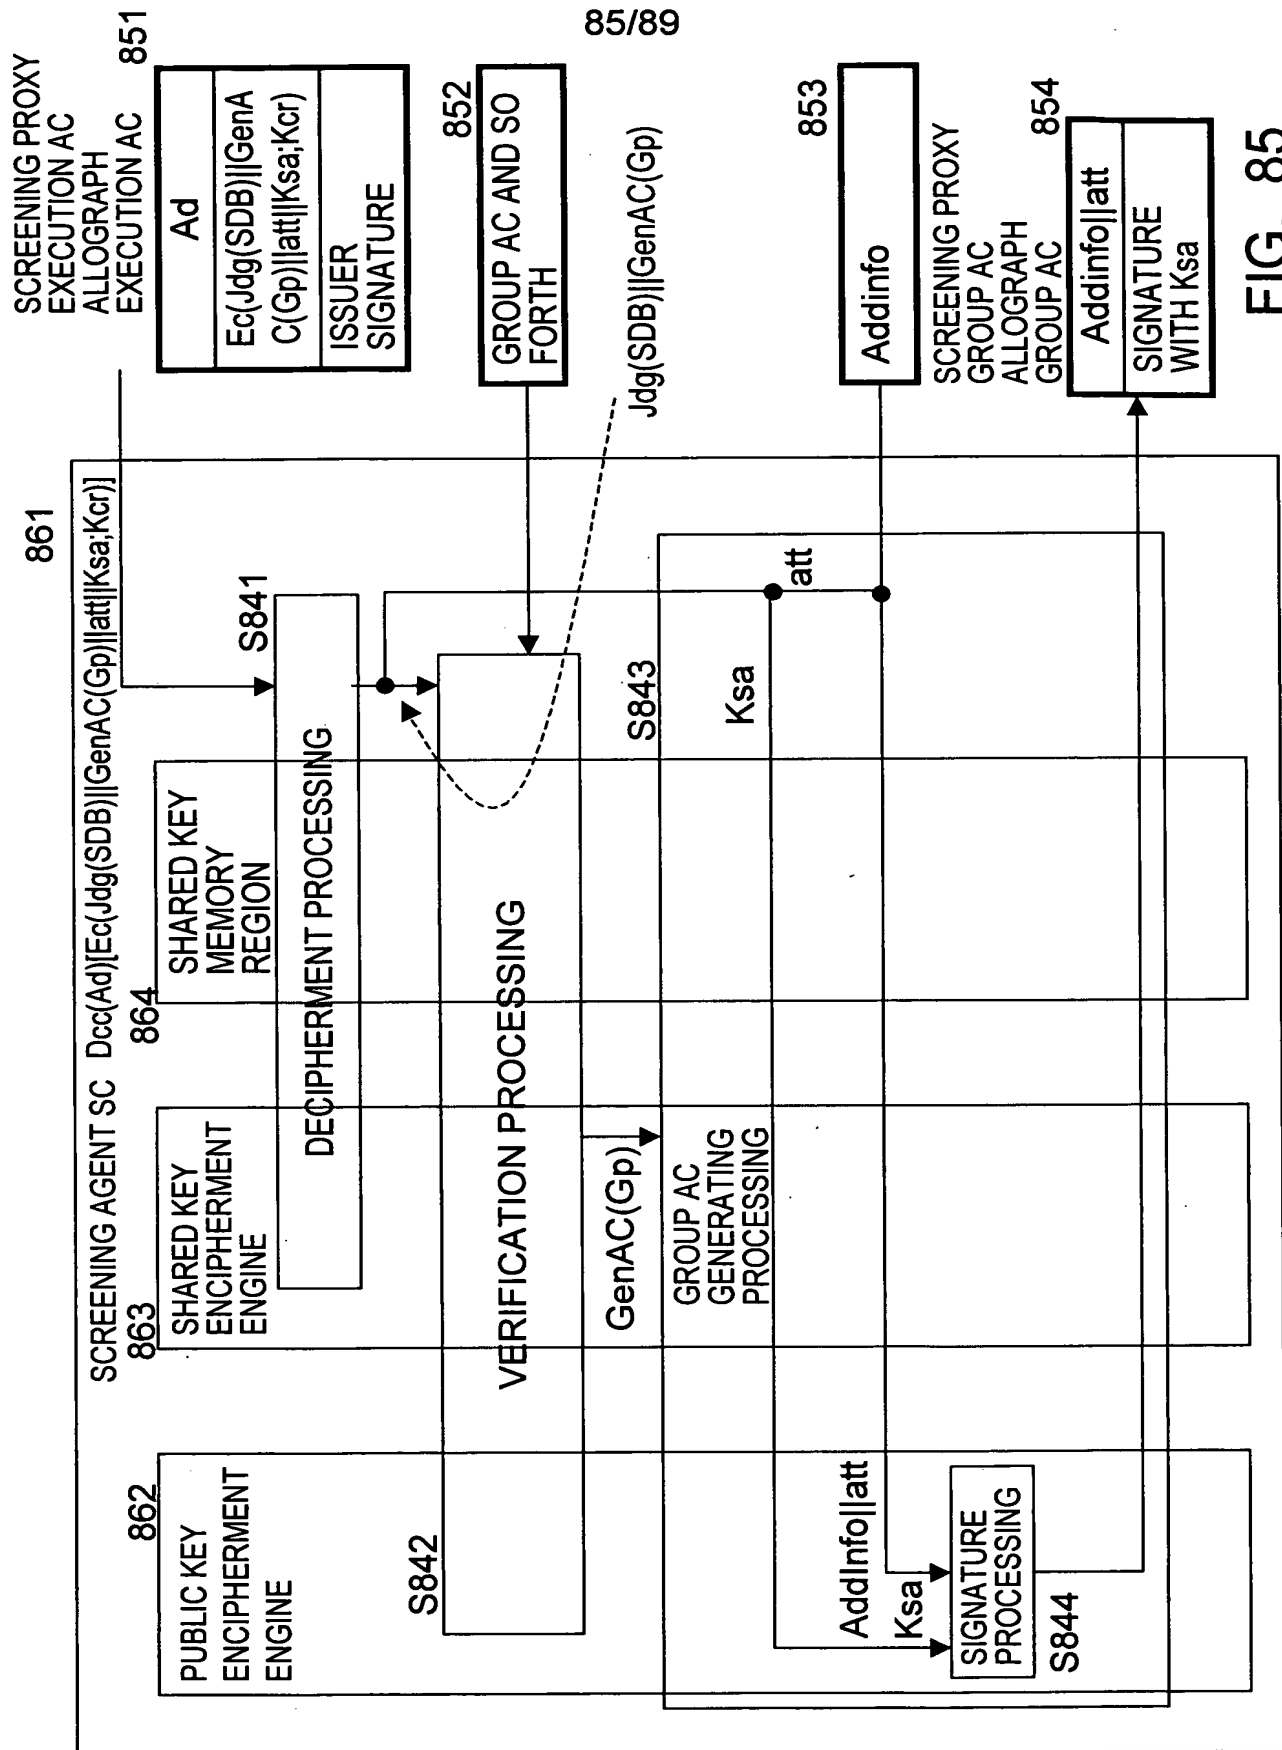 85/89
SCREENING PROXY
EXECUTION AC
ALLOGRAPH
EXECUTION AC
851
Ad
Ec(Jdg(SDB)||GenA
C(Gp)||att||Ksa;Kcr)
ISSUER
SIGNATURE
852
GROUP AC AND SO
FORTH
Jdg(SDB)||GenAC(Gp)
853
Addinfo
SCREENING PROXY
GROUP AC
ALLOGRAPH
GROUP AC
854
Addinfo||att
SIGNATURE
WITH Ksa
861
SCREENING AGENT SC Dcc(Ad)[Ec(Jdg(SDB)||GenAC(Gp)||att||Ksa;Kcr)]
862
PUBLIC KEY
ENCIPHERMENT
ENGINE
863
SHARED KEY
ENCIPHERMENT
ENGINE
864
SHARED KEY
MEMORY
REGION
S841
DECIPHERMENT PROCESSING
S842
VERIFICATION PROCESSING
GenAC(Gp)
S843
GROUP AC
GENERATING
PROCESSING
Ksa
att
AddInfo||att
Ksa
SIGNATURE
PROCESSING
S844
FIG. 85